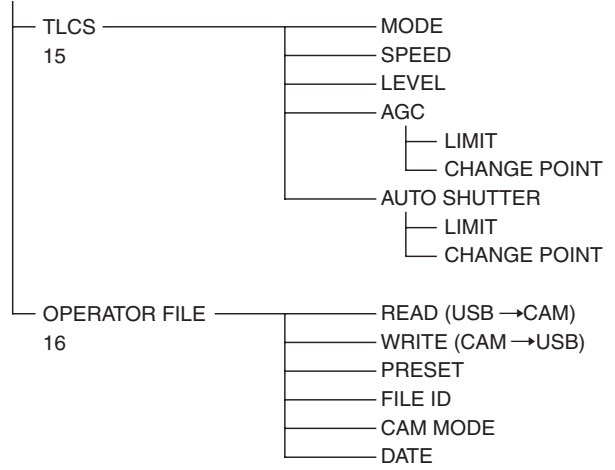 TLCS
15
MODE
SPEED
LEVEL
AGC
LIMIT
CHANGE POINT
AUTO SHUTTER
LIMIT
CHANGE POINT
OPERATOR FILE
16
READ (USB →CAM)
WRITE (CAM →USB)
PRESET
FILE ID
CAM MODE
DATE